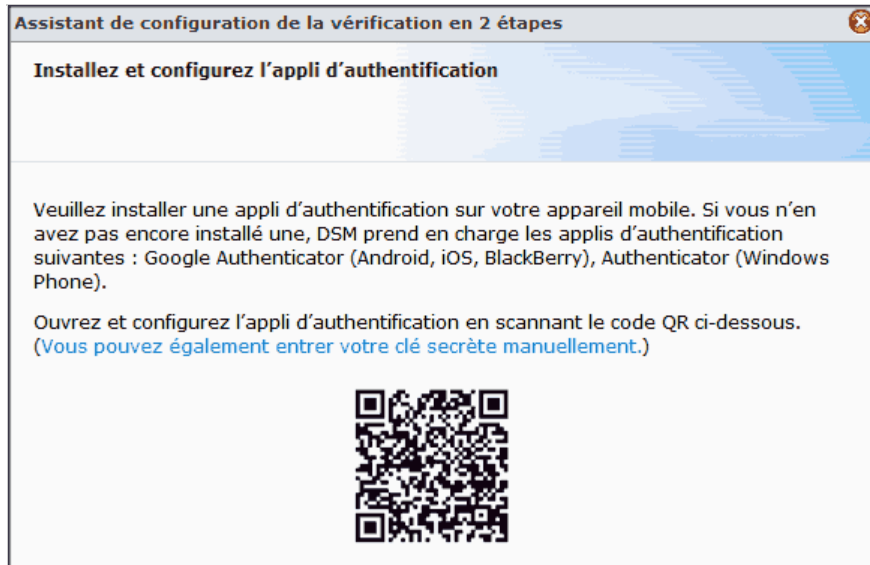 Assistant de configuration de la vérification en 2 étapes
Installez et configurez l’appli d’authentification
Veuillez installer une appli d’authentification sur votre appareil mobile. Si vous n’en
avez pas encore installé une, DSM prend en charge les applis d’authentification
suivantes : Google Authenticator (Android, iOS, BlackBerry), Authenticator (Windows
Phone).
Ouvrez et configurez l’appli d’authentification en scannant le code QR ci-dessous.
(Vous pouvez également entrer votre clé secrète manuellement.)